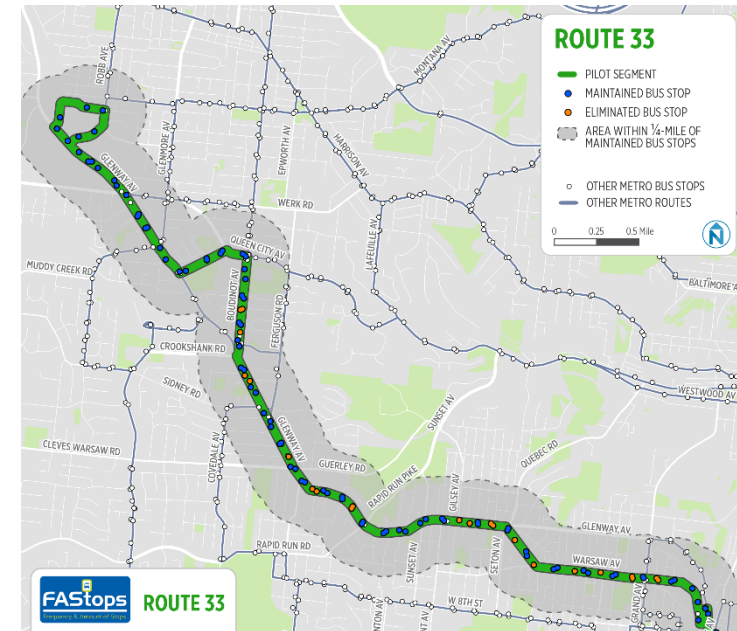 ROUTE 33
PILOT SEGMENT
MAINTAINED BUS STOP
ELIMINATED BUS STOP
AREA WITHIN ¼-MILE OF
MAINTAINED BUS STOPS
OTHER METRO BUS STOPS
OTHER METRO ROUTES
0 0.25 0.5 Mile
N
ROBB AVE
MONTANA AV
GLENMORE AV
EPWORTH AV
HARRISON AV
GLENWAY AV
WERK RD
LAFEUILLE AV
QUEEN CITY AV
MUDDY CREEK RD
BOUDINOT AV
FERGUSON RD
BALTIMORE A
CROOKSHANK RD
SIDNEY RD
WESTWOOD AV
GLENWAY AV
SUNSET AV
COVEDALE AV
CLEVES WARSAW RD
GUERLEY RD
QUEBEC RD
RAPID RUN PIKE
GILSEY AV
GLENWAY AV
RAPID RUN RD
SUNSET AV
SETON AV
WARSAW AV
GRAND AV
W 8TH ST
NTON AV
NT AV
AV
FAStops
Frequency & Amount of Stops
ROUTE 33